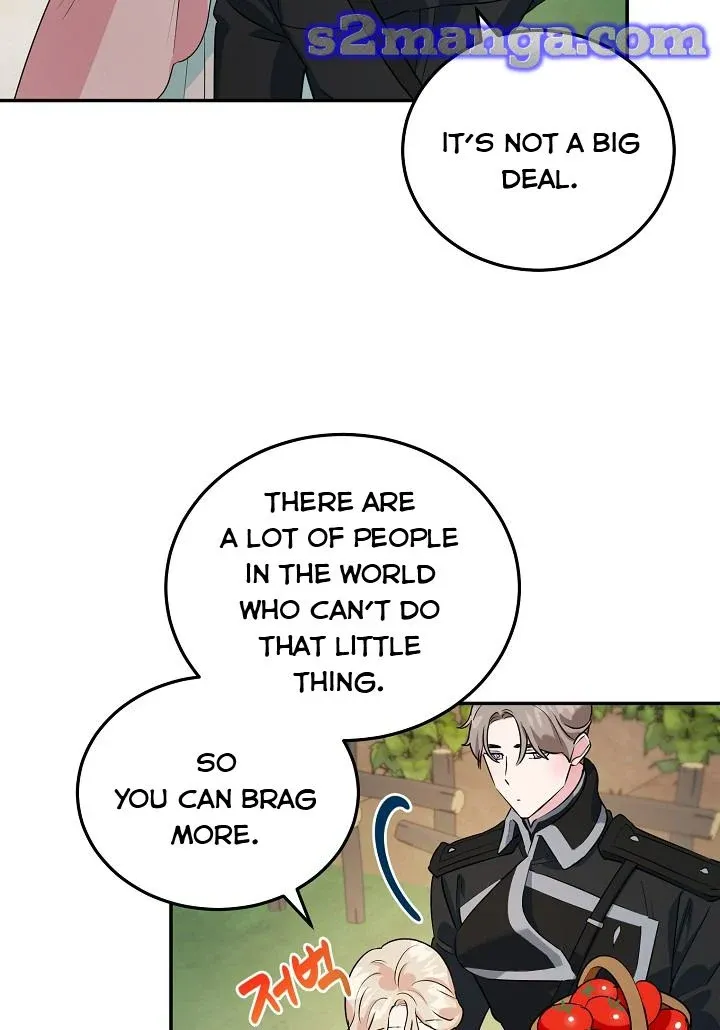 s2manga.com
IT'S NOT A BIG
DEAL.
THERE ARE
A LOT OF PEOPLE
IN THE WORLD
WHO CAN'T DO
THAT LITTLE
THING.
SO
YOU CAN BRAG
MORE.
저벅